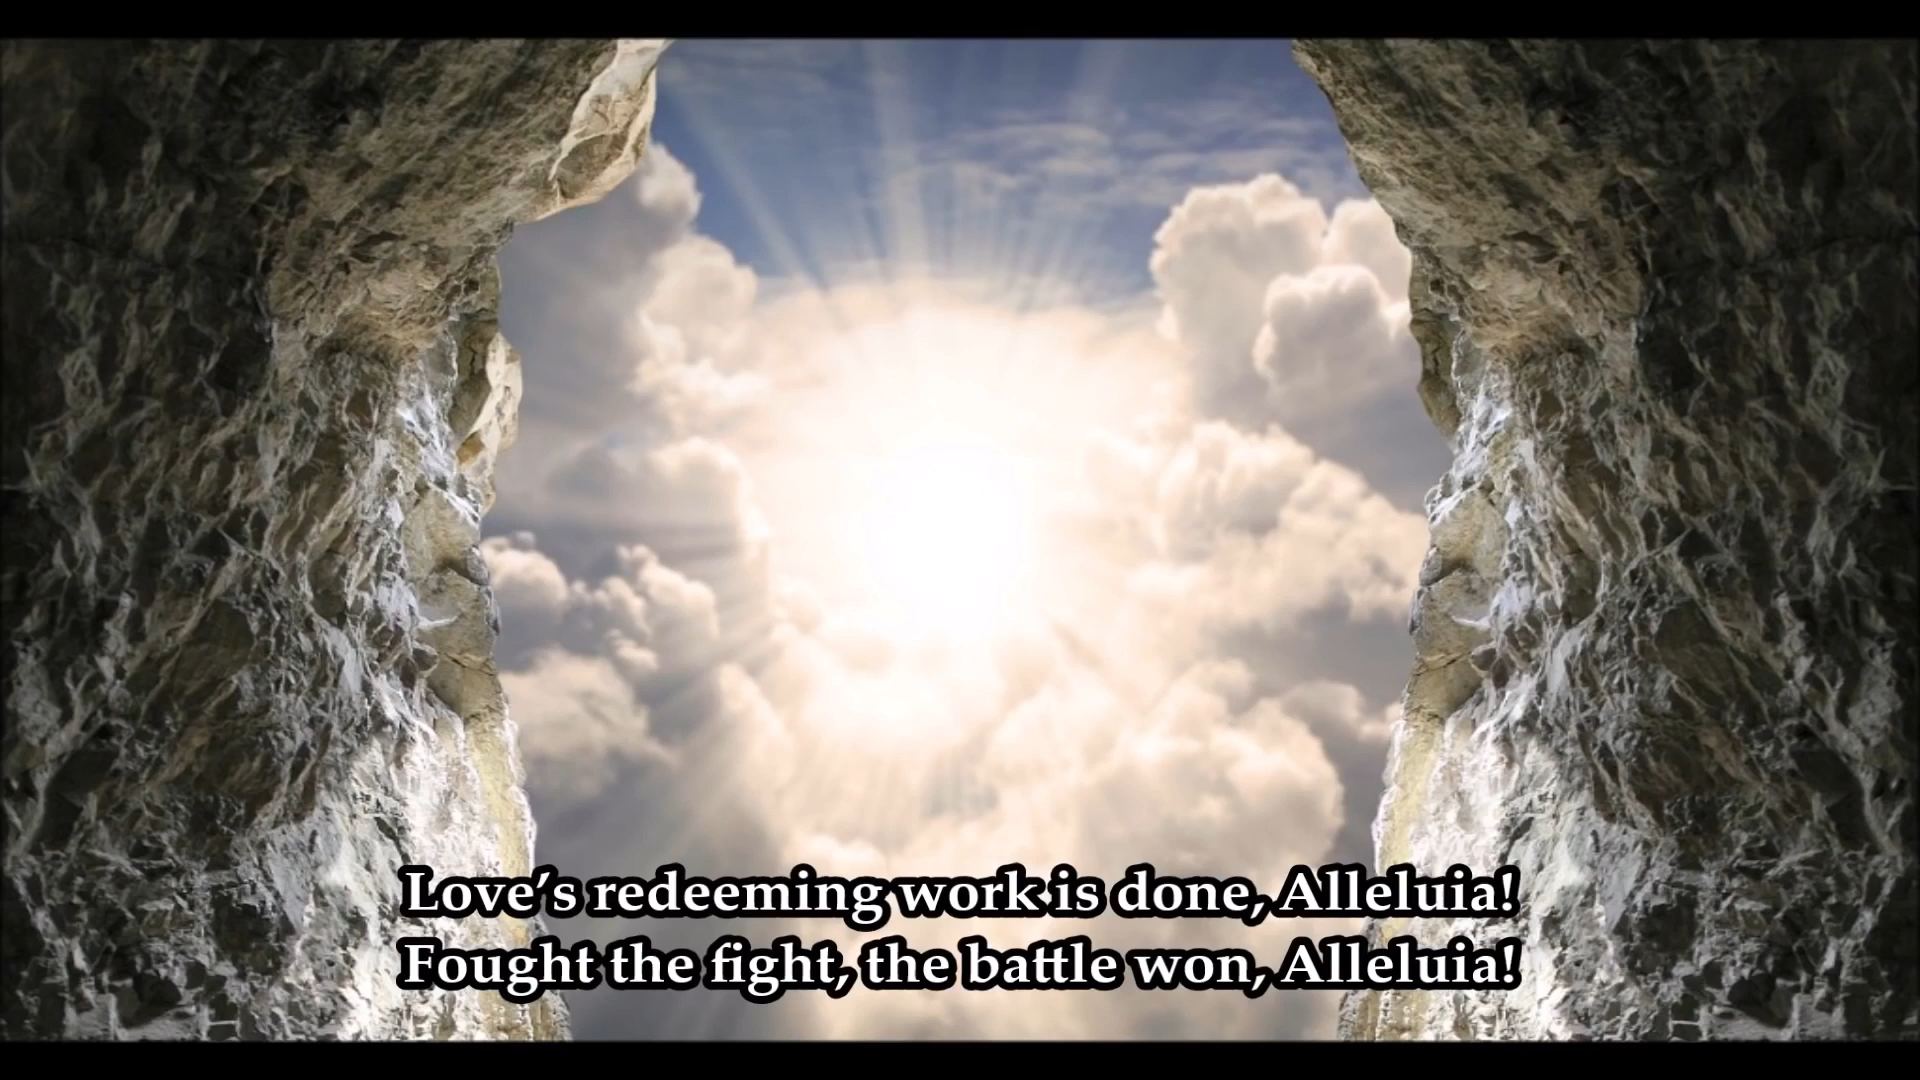 Love’s redeeming work is done, Alleluia!
Fought the fight, the battle won, Alleluia!